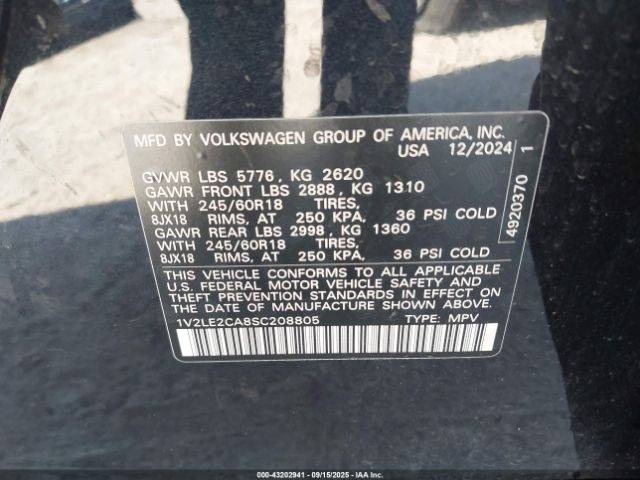 MFD BY VOLKSWAGEN GROUP OF AMERICA, INC.
USA 12/2024
GVWR LBS 5776, KG 2620
GAWR FRONT LBS 2888, KG 1310
WITH 245/60R18 TIRES,
8JX18 RIMS, AT 250 KPA, 36 PSI COLD
GAWR REAR LBS 2998, KG 1360
WITH 245/60R18 TIRES,
8JX18 RIMS, AT 250 KPA, 36 PSI COLD
THIS VEHICLE CONFORMS TO ALL APPLICABLE
U.S. FEDERAL MOTOR VEHICLE SAFETY AND
THEFT PREVENTION STANDARDS IN EFFECT ON
THE DATE OF MANUFACTURE SHOWN ABOVE.
1V2LE2CA8SC208805 TYPE: MPV
4920370 1
000-43202941 - 09/15/2025 - IAAI.COM